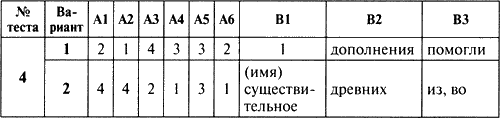 № теста Ва-риант А1 А2 А3 А4 А5 А6 В1 В2 В3
4 1 2 1 4 3 3 2 1 дополнения помогли
2 4 4 2 1 3 1 (имя) существи-тельное древних из, во